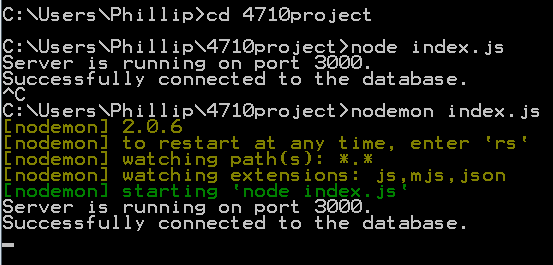 C:\Users\Phillip>cd 4710project
C:\Users\Phillip\4710project>node index.js
Server is running on port 3000.
Successfully connected to the database.
^C
C:\Users\Phillip\4710project>nodemon index.js
[nodemon] 2.0.6
[nodemon] to restart at any time, enter 'rs'
[nodemon] watching path(s): *.*
[nodemon] watching extensions: js,mjs,json
[nodemon] starting 'node index.js'
Server is running on port 3000.
Successfully connected to the database.